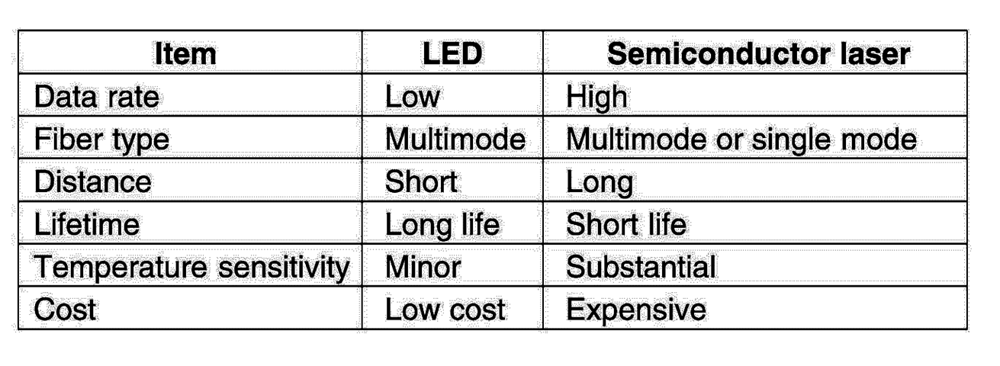 Item LED Semiconductor laser
Data rate Low High
Fiber type Multimode Multimode or single mode
Distance Short Long
Lifetime Long life Short life
Temperature sensitivity Minor Substantial
Cost Low cost Expensive